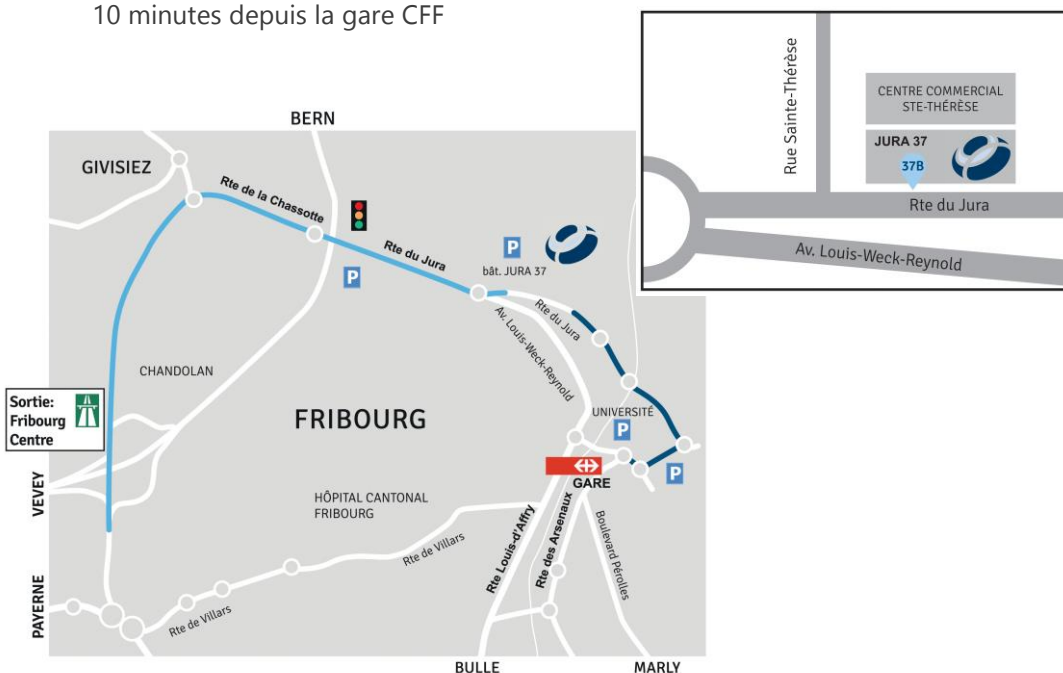 10 minutes depuis la gare CFF
Rue Sainte-Thérèse
CENTRE COMMERCIAL
STE-THÉRÈSE
JURA 37
37B
Rte du Jura
Av. Louis-Weck-Reynold
BERN
GIVISIEZ
Rte de la Chassotte
Rte du Jura
P
P
bât. JURA 37
Rte du Jura
Av. Louis-Weck-Reynold
CHANDOLAN
Sortie:
Fribourg
Centre
FRIBOURG
UNIVERSITÉ
P
P
GARE
VEVEY
HÔPITAL CANTONAL
FRIBOURG
Rte Louis-d'Affry
Rte des Arsenaux
Boulevard Pérolles
Rte de Villars
Rte de Villars
PAYERNE
BULLE
MARLY